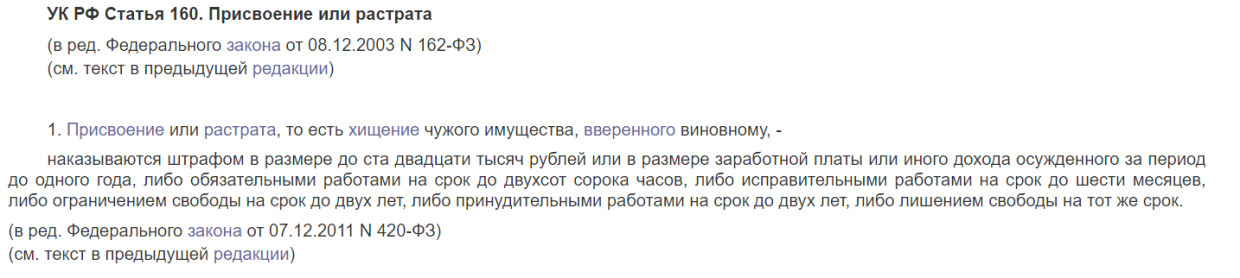 УК РФ Статья 160. Присвоение или растрата
(в ред. Федерального закона от 08.12.2003 N 162-ФЗ)
(см. текст в предыдущей редакции)
1. Присвоение или растрата, то есть хищение чужого имущества, вверенного виновному, -
наказываются штрафом в размере до ста двадцати тысяч рублей или в размере заработной платы или иного дохода осужденного за период
до одного года, либо обязательными работами на срок до двухсот сорока часов, либо исправительными работами на срок до шести месяцев,
либо ограничением свободы на срок до двух лет, либо принудительными работами на срок до двух лет, либо лишением свободы на тот же срок.
(в ред. Федерального закона от 07.12.2011 N 420-ФЗ)
(см. текст в предыдущей редакции)